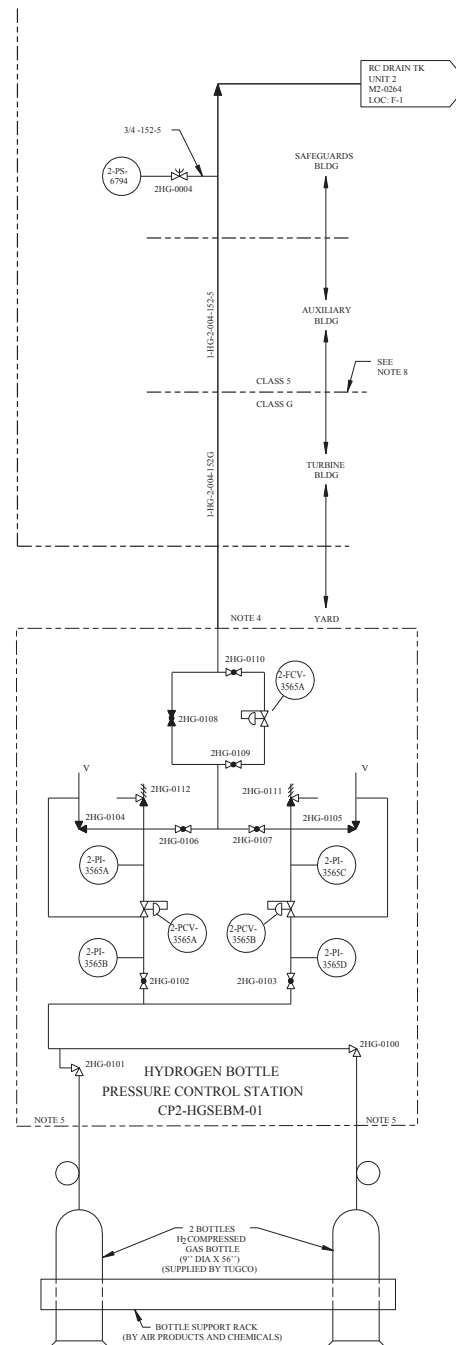 RC DRAIN TK
UNIT 2
M2-0264
LOC: F-1
3/4 -152-5
2-PS-
6794
2HG-0004
SAFEGUARDS
BLDG
1-HG-2-004-152-5
AUXILIARY
BLDG
SEE
NOTE 8
CLASS 5
CLASS G
1-HG-2-004-152G
TURBINE
BLDG
NOTE 4
YARD
2HG-0110
2-FCV-
3565A
2HG-0108
2HG-0109
V
V
2HG-0112
2HG-0111
2HG-0104
2HG-0105
2HG-0106
2HG-0107
2-PI-
3565A
2-PI-
3565C
2-PCV-
3565A
2-PCV-
3565B
2-PI-
3565B
2-PI-
3565D
2HG-0102
2HG-0103
2HG-0100
2HG-0101
HYDROGEN BOTTLE
PRESSURE CONTROL STATION
CP2-HGSEBM-01
NOTE 5
NOTE 5
2 BOTTLES
H2COMPRESSED
GAS BOTTLE
(9'' DIA X 56'')
(SUPPLIED BY TUGCO)
BOTTLE SUPPORT RACK
(BY AIR PRODUCTS AND CHEMICALS)